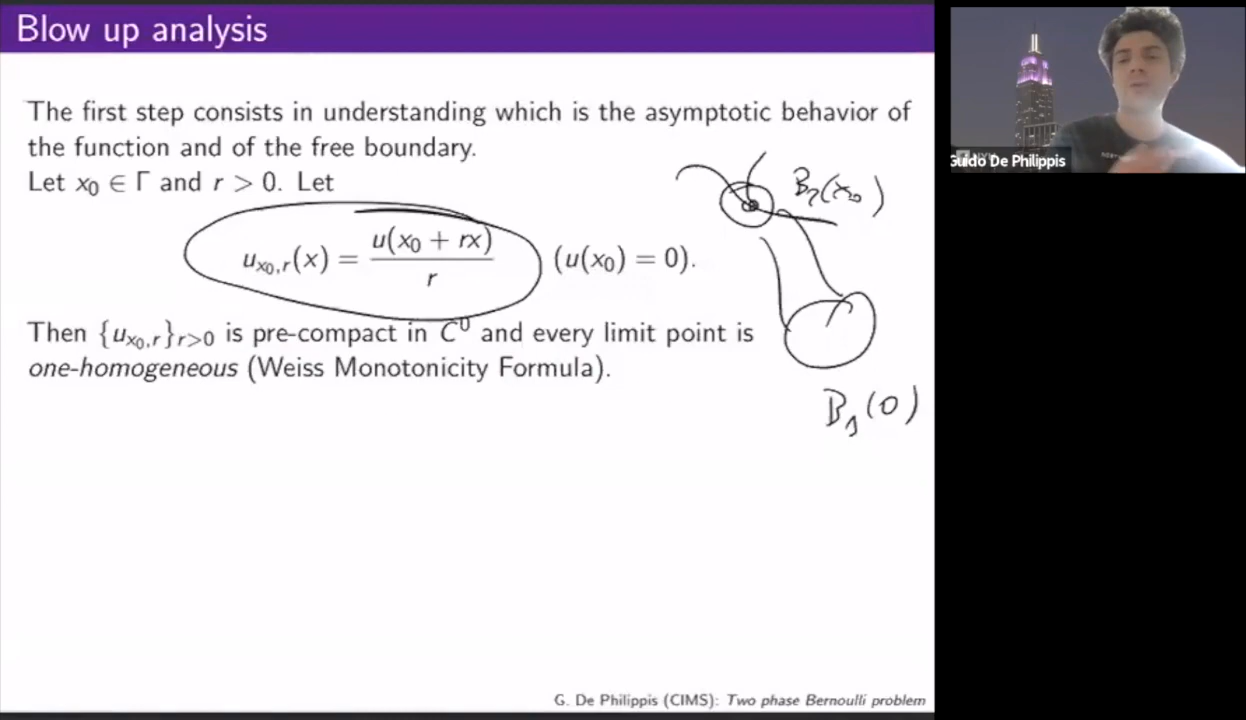 Blow up analysis
The first step consists in understanding which is the asymptotic behavior of
the function and of the free boundary.
Let x₀ ∈ Γ and r > 0. Let
u_{x₀,r}(x) = \frac{u(x₀ + rx)}{r} (u(x₀) = 0).
B_r(x₀)
Then {u_{x₀,r}}_{r>0} is pre-compact in C⁰ and every limit point is
one-homogeneous (Weiss Monotonicity Formula).
B₁(0)
G. De Philippis (CIMS): Two phase Bernoulli problem
Guido De Philippis